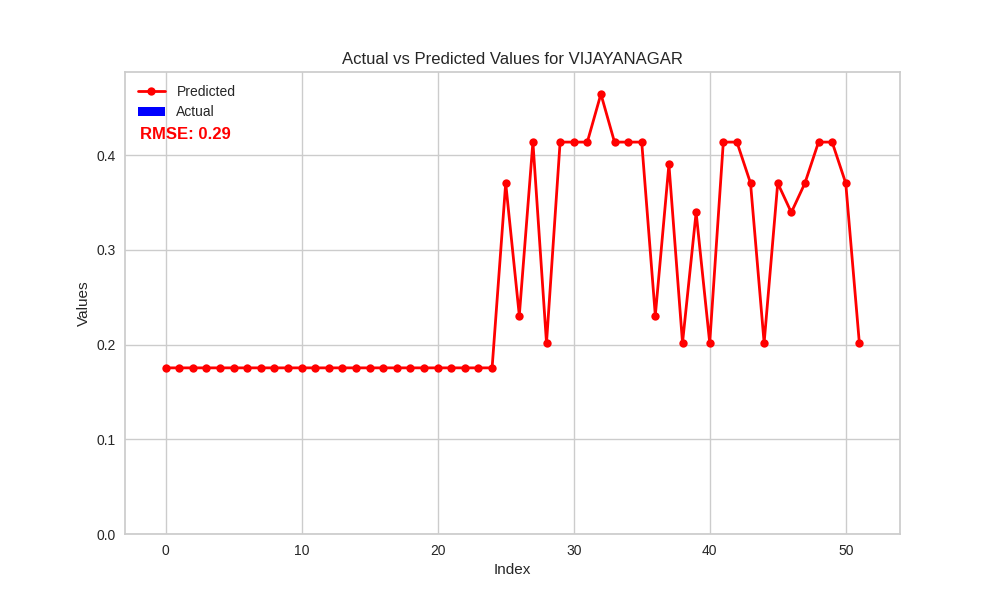 Actual vs Predicted Values for VIJAYANAGAR
Predicted
Actual
RMSE: 0.29
0.4
0.3
0.2
0.1
0.0
Values
0 10 20 30 40 50
Index